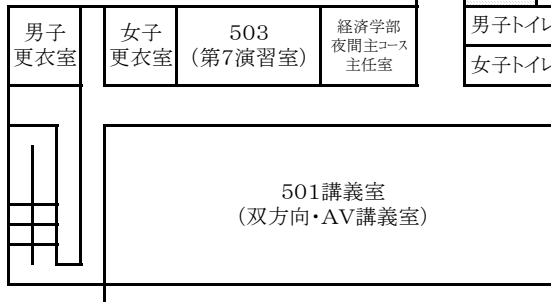 男子
更衣室
女子
更衣室
503
（第7演習室）
経済学部
夜間主コース
主任室
男子トイレ
女子トイレ
501講義室
（双方向・AV講義室）